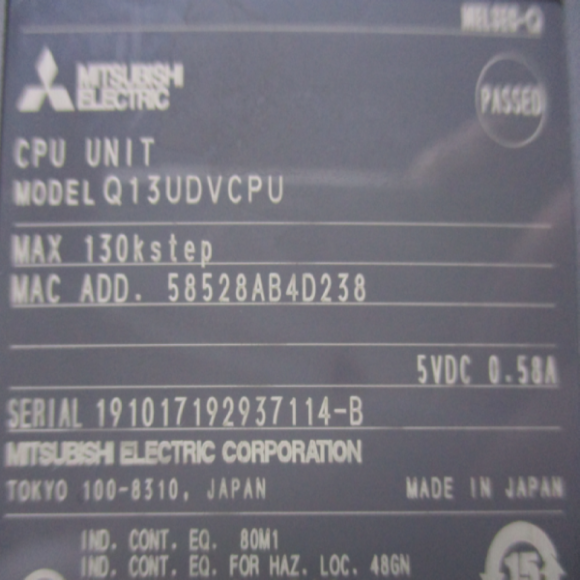 MELSEC-Q
MITSUBISHI
ELECTRIC
PASSED
CPU UNIT
MODEL Q13UDVCPU
MAX 130kstep
MAC ADD. 58528AB4D238
5VDC 0.58A
SERIAL 191017192937114-B
MITSUBISHI ELECTRIC CORPORATION
TOKYO 100-8310, JAPAN MADE IN JAPAN
IND. CONT. EQ. 80M1
IND. CONT. EQ. FOR HAZ. LOC. 48GN
15